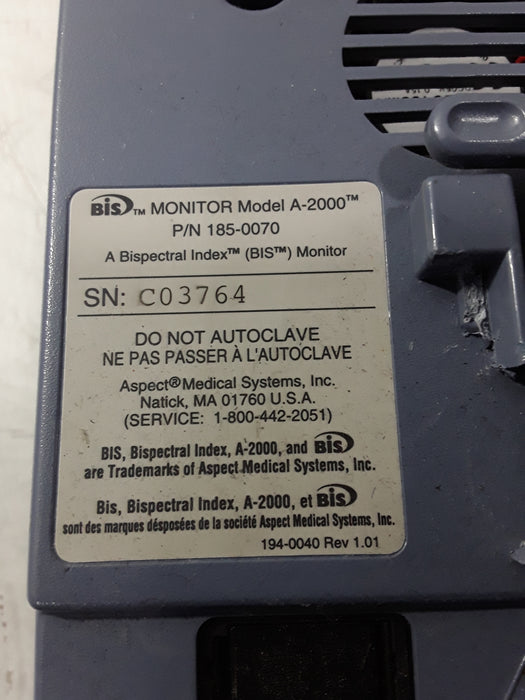 BIS™ MONITOR Model A-2000™
P/N 185-0070
A Bispectral Index™ (BIS™) Monitor
SN: C03764
DO NOT AUTOCLAVE
NE PAS PASSER À L'AUTOCLAVE
Aspect® Medical Systems, Inc.
Natick, MA 01760 U.S.A.
(SERVICE: 1-800-442-2051)
BIS, Bispectral Index, A-2000, and BIS
are Trademarks of Aspect Medical Systems, Inc.
Bis, Bispectral Index, A-2000, et BIS
sont des marques désposées de la société Aspect Medical Systems, Inc.
194-0040 Rev 1.01